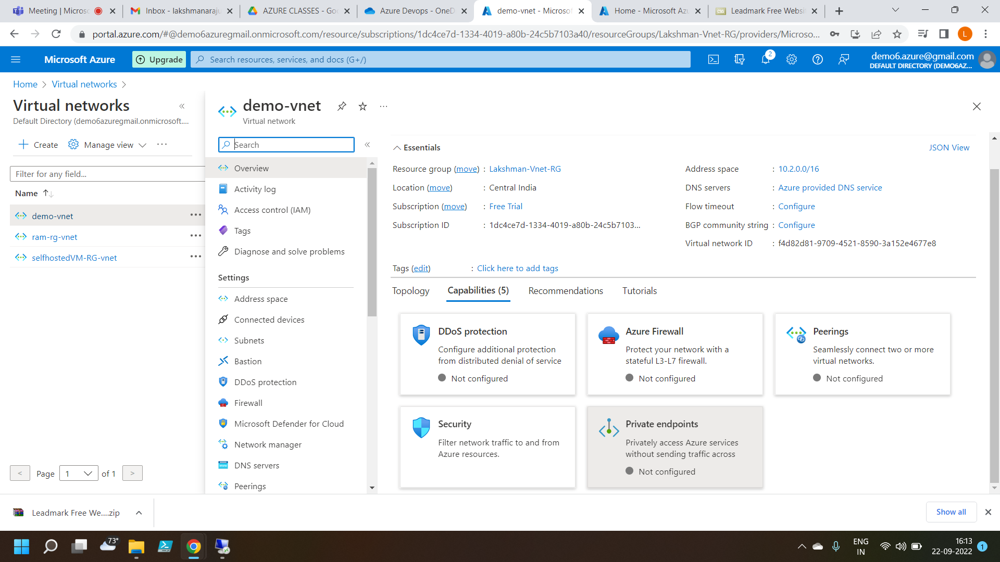 Meeting | Microsc
Inbox - lakshmanaraju
AZURE CLASSES - Goo
Azure Devops - OneD
demo-vnet - Microsof
Home - Microsoft Azu
Leadmark Free Websit
portal.azure.com/#@demo6azuregmail.onmicrosoft.com/resource/subscriptions/1dc4ce7d-1334-4019-a80b-24c5b7103a40/resourceGroups/Lakshman-Vnet-RG/providers/Microso...
L
Microsoft Azure
Upgrade
Search resources, services, and docs (G+/)
2
demo6.azure@gmail.com
DEFAULT DIRECTORY (DEMO6AZ...
Home > Virtual networks >
Virtual networks
Default Directory (demo6azuregmail.onmicrosoft....
Create
Manage view
Filter for any field...
Name
demo-vnet
ram-rg-vnet
selfhostedVM-RG-vnet
< Page 1 of 1 >
demo-vnet
Virtual network
Search
Overview
Activity log
Access control (IAM)
Tags
Diagnose and solve problems
Settings
Address space
Connected devices
Subnets
Bastion
DDoS protection
Firewall
Microsoft Defender for Cloud
Network manager
DNS servers
Peerings
Essentials
JSON View
Resource group (move) : Lakshman-Vnet-RG
Location (move) : Central India
Subscription (move) : Free Trial
Subscription ID : 1dc4ce7d-1334-4019-a80b-24c5b7103...
Address space : 10.2.0.0/16
DNS servers : Azure provided DNS service
Flow timeout : Configure
BGP community string : Configure
Virtual network ID : f4d82d81-9709-4521-8590-3a152e4677e8
Tags (edit) : Click here to add tags
Topology
Capabilities (5)
Recommendations
Tutorials
DDoS protection
Configure additional protection
from distributed denial of service
Not configured
Azure Firewall
Protect your network with a
stateful L3-L7 firewall.
Not configured
Peerings
Seamlessly connect two or more
virtual networks.
Not configured
Security
Filter network traffic to and from
Azure resources.
Private endpoints
Privately access Azure services
without sending traffic across
Not configured
Leadmark Free We....zip
Show all
73°
ENG
IN
16:13
22-09-2022
1